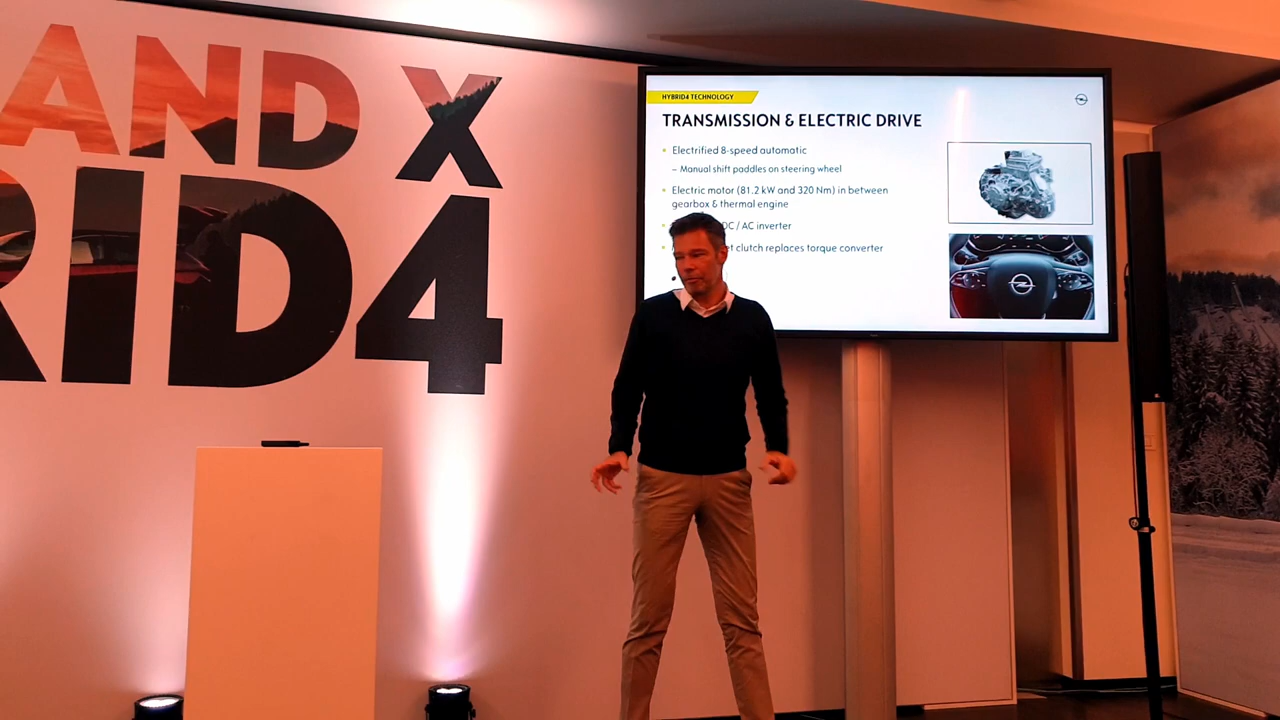 AND X
RID4
HYBRID4 TECHNOLOGY
TRANSMISSION & ELECTRIC DRIVE
Electrified 8-speed automatic
– Manual shift paddles on steering wheel
Electric motor (81.2 kW and 320 Nm) in between
gearbox & thermal engine
DC / AC inverter
et clutch replaces torque converter